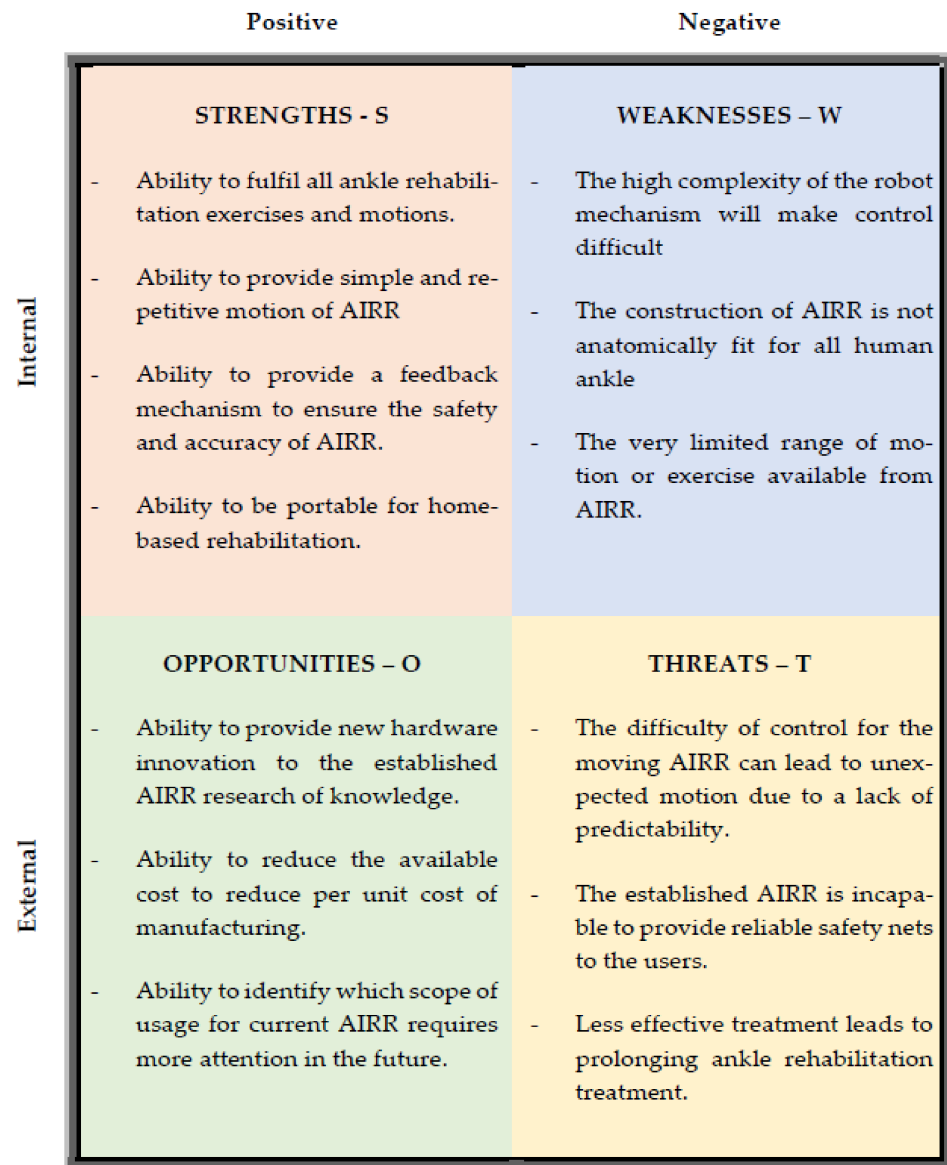 Positive
Negative
Internal
STRENGTHS - S
- Ability to fulfil all ankle rehabili-
tation exercises and motions.
- Ability to provide simple and re-
petitive motion of AIRR
- Ability to provide a feedback
mechanism to ensure the safety
and accuracy of AIRR.
- Ability to be portable for home-
based rehabilitation.
WEAKNESSES – W
- The high complexity of the robot
mechanism will make control
difficult
- The construction of AIRR is not
anatomically fit for all human
ankle
- The very limited range of mo-
tion or exercise available from
AIRR.
External
OPPORTUNITIES – O
- Ability to provide new hardware
innovation to the established
AIRR research of knowledge.
- Ability to reduce the available
cost to reduce per unit cost of
manufacturing.
- Ability to identify which scope of
usage for current AIRR requires
more attention in the future.
THREATS – T
- The difficulty of control for the
moving AIRR can lead to unex-
pected motion due to a lack of
predictability.
- The established AIRR is incapa-
ble to provide reliable safety nets
to the users.
- Less effective treatment leads to
prolonging ankle rehabilitation
treatment.